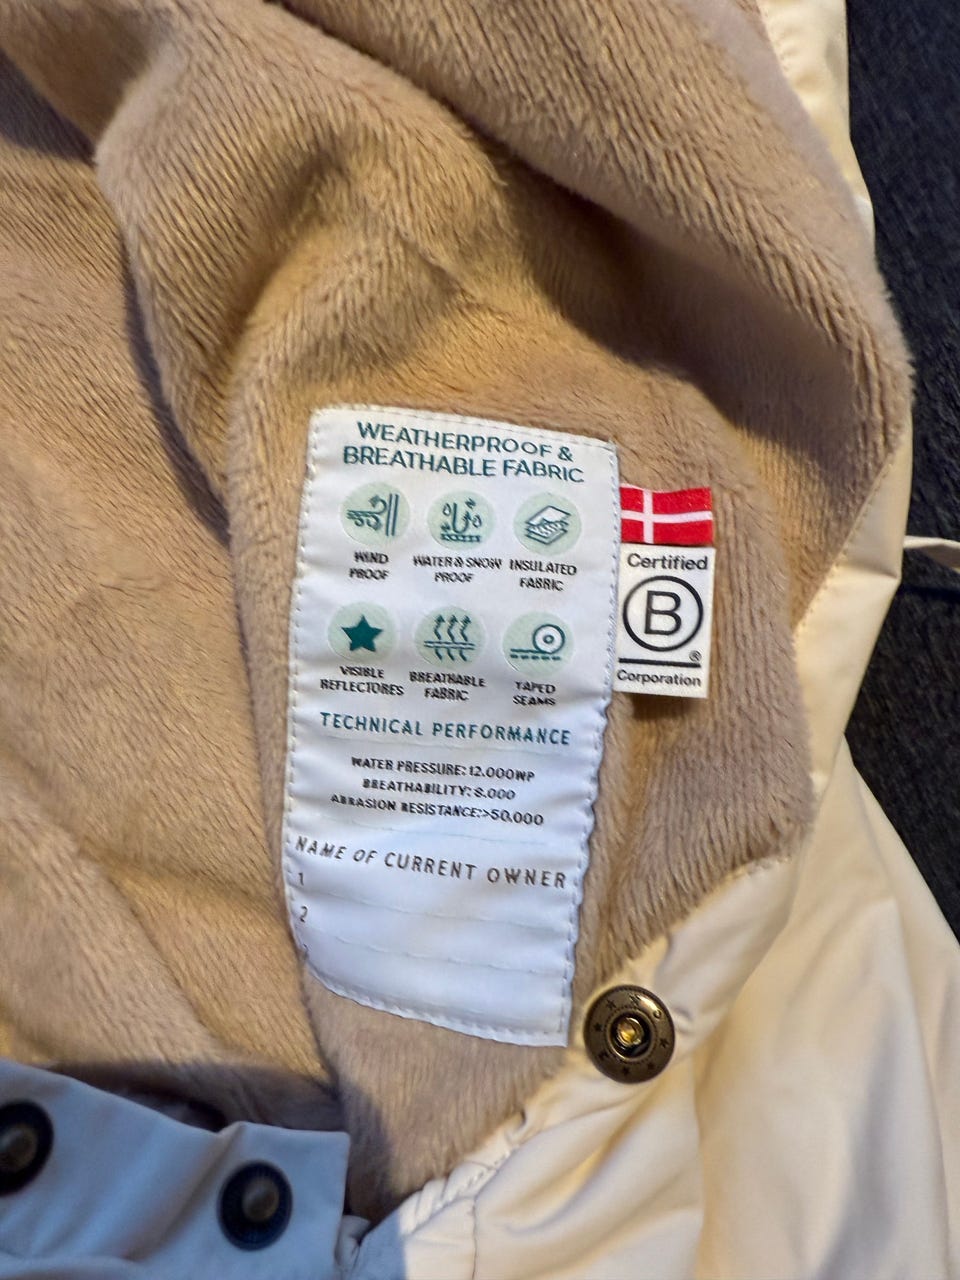 WEATHERPROOF &
BREATHABLE FABRIC
WIND
PROOF
WATER & SNOW
PROOF
INSULATED
FABRIC
VISIBLE
REFLECTORES
BREATHABLE
FABRIC
TAPED
SEAMS
TECHNICAL PERFORMANCE
WATER PRESSURE: 12.000WP
BREATHABILITY: 8.000
ABRASION RESISTANCE: >50.000
NAME OF CURRENT OWNER
1
2
Certified
B
®
Corporation